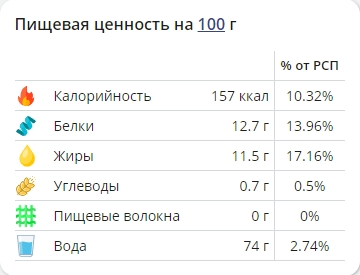 Пищевая ценность на 100 г
% от РСП
Калорийность 157 ккал 10.32%
Белки 12.7 г 13.96%
Жиры 11.5 г 17.16%
Углеводы 0.7 г 0.5%
Пищевые волокна 0 г 0%
Вода 74 г 2.74%